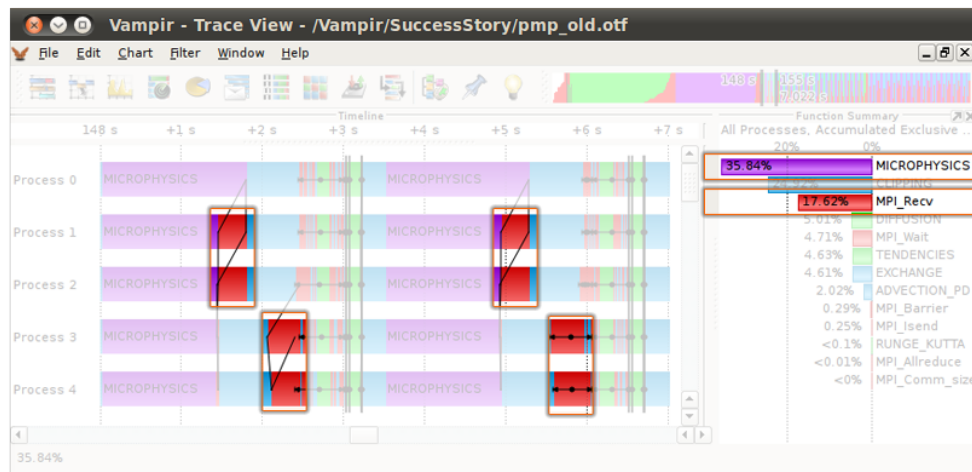 Vampir - Trace View - /Vampir/SuccessStory/pmp_old.otf
File Edit Chart Filter Window Help
148 s 155 s
7.022 s
Timeline
148 s +1 s +2 s +3 s +4 s +5 s +6 s +7 s
Process 0 MICROPHYSICS MICROPHYSICS
Process 1 MICROPHYSICS MICROPHYSICS
Process 2 MICROPHYSICS MICROPHYSICS
Process 3 MICROPHYSICS MICROPHYSICS
Process 4 MICROPHYSICS MICROPHYSICS
Function Summary
All Processes, Accumulated Exclusive ...
20% 0%
35.84% MICROPHYSICS
CLIPPING
17.62% MPI_Recv
5.01% DIFFUSION
4.71% MPI_Wait
4.63% TENDENCIES
4.61% EXCHANGE
2.02% ADVECTION_PD
0.29% MPI_Barrier
0.25% MPI_Isend
<0.1% RUNGE_KUTTA
<0.01% MPI_Allreduce
<0% MPI_Comm_size
35.84%